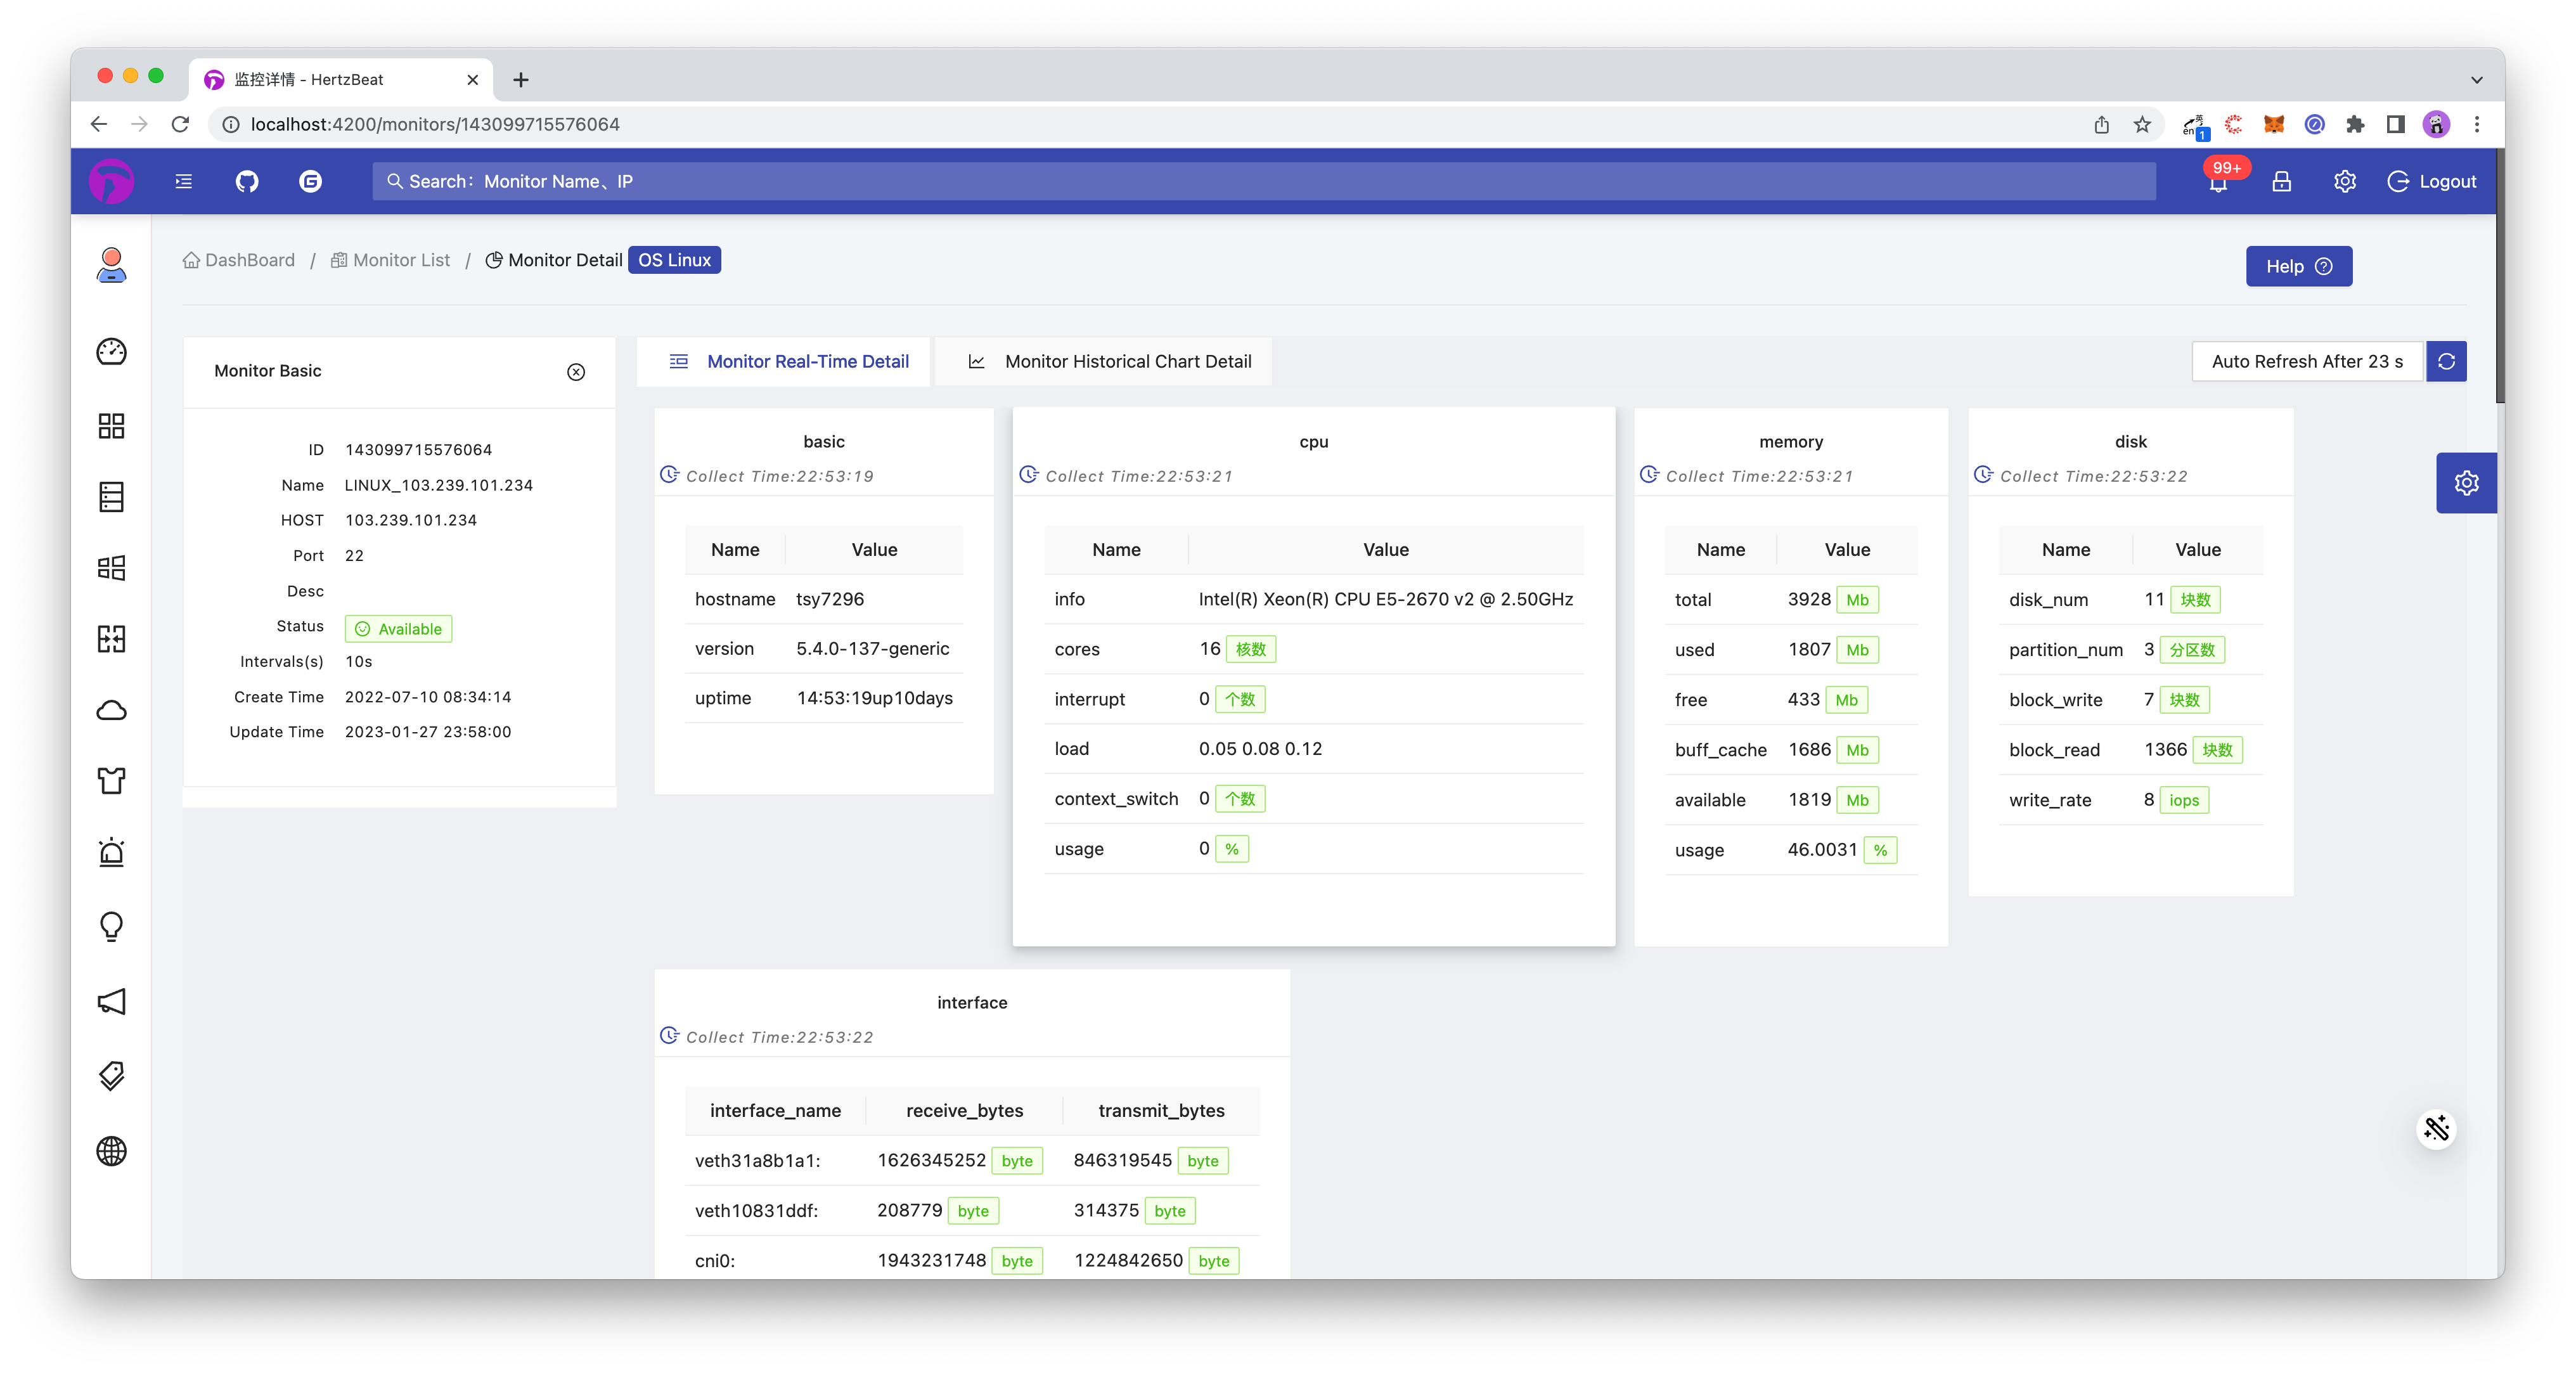 监控详情 - HertzBeat
localhost:4200/monitors/143099715576064
英
en
1
Search：Monitor Name、IP
99+
Logout
DashBoard / Monitor List / Monitor Detail OS Linux
Help
Monitor Basic
ID 143099715576064
Name LINUX_103.239.101.234
HOST 103.239.101.234
Port 22
Desc
Status Available
Intervals(s) 10s
Create Time 2022-07-10 08:34:14
Update Time 2023-01-27 23:58:00
Monitor Real-Time Detail
Monitor Historical Chart Detail
Auto Refresh After 23 s
basic
Collect Time:22:53:19
Name Value
hostname tsy7296
version 5.4.0-137-generic
uptime 14:53:19up10days
cpu
Collect Time:22:53:21
Name Value
info Intel(R) Xeon(R) CPU E5-2670 v2 @ 2.50GHz
cores 16 核数
interrupt 0 个数
load 0.05 0.08 0.12
context_switch 0 个数
usage 0 %
memory
Collect Time:22:53:21
Name Value
total 3928 Mb
used 1807 Mb
free 433 Mb
buff_cache 1686 Mb
available 1819 Mb
usage 46.0031 %
disk
Collect Time:22:53:22
Name Value
disk_num 11 块数
partition_num 3 分区数
block_write 7 块数
block_read 1366 块数
write_rate 8 iops
interface
Collect Time:22:53:22
interface_name receive_bytes transmit_bytes
veth31a8b1a1: 1626345252 byte 846319545 byte
veth10831ddf: 208779 byte 314375 byte
cni0: 1943231748 byte 1224842650 byte